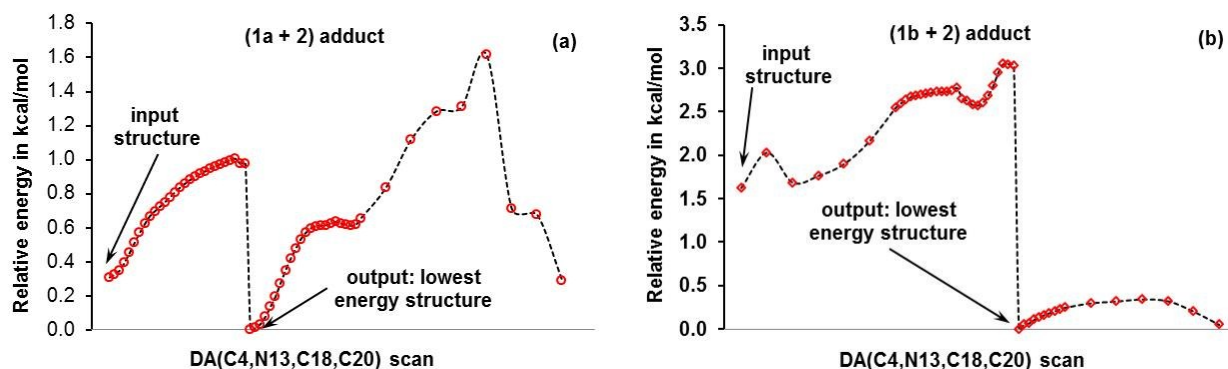 Relative energy in kcal/mol
1.8
1.6
1.4
1.2
1.0
0.8
0.6
0.4
0.2
0.0
(1a + 2) adduct
(a)
input
structure
output: lowest
energy structure
DA(C4,N13,C18,C20) scan
Relative energy in kcal/mol
3.5
3.0
2.5
2.0
1.5
1.0
0.5
0.0
(1b + 2) adduct
(b)
input
structure
output: lowest
energy structure
DA(C4,N13,C18,C20) scan